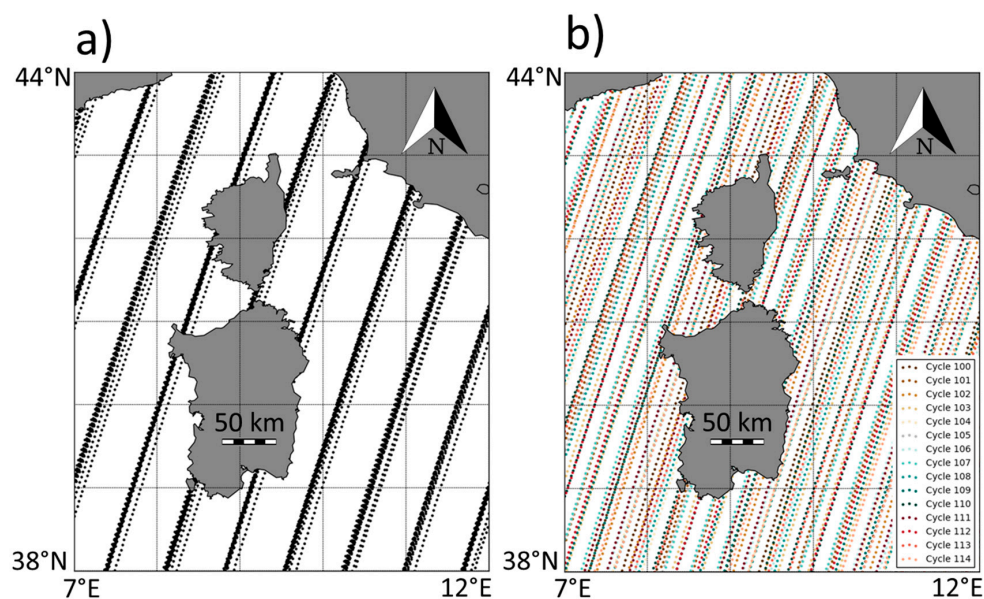 a)
44°N
N
50 km
38°N
7°E
12°E
b)
44°N
N
50 km
Cycle 100
Cycle 101
Cycle 102
Cycle 103
Cycle 104
Cycle 105
Cycle 106
Cycle 107
Cycle 108
Cycle 109
Cycle 110
Cycle 111
Cycle 112
Cycle 113
Cycle 114
38°N
7°E
12°E